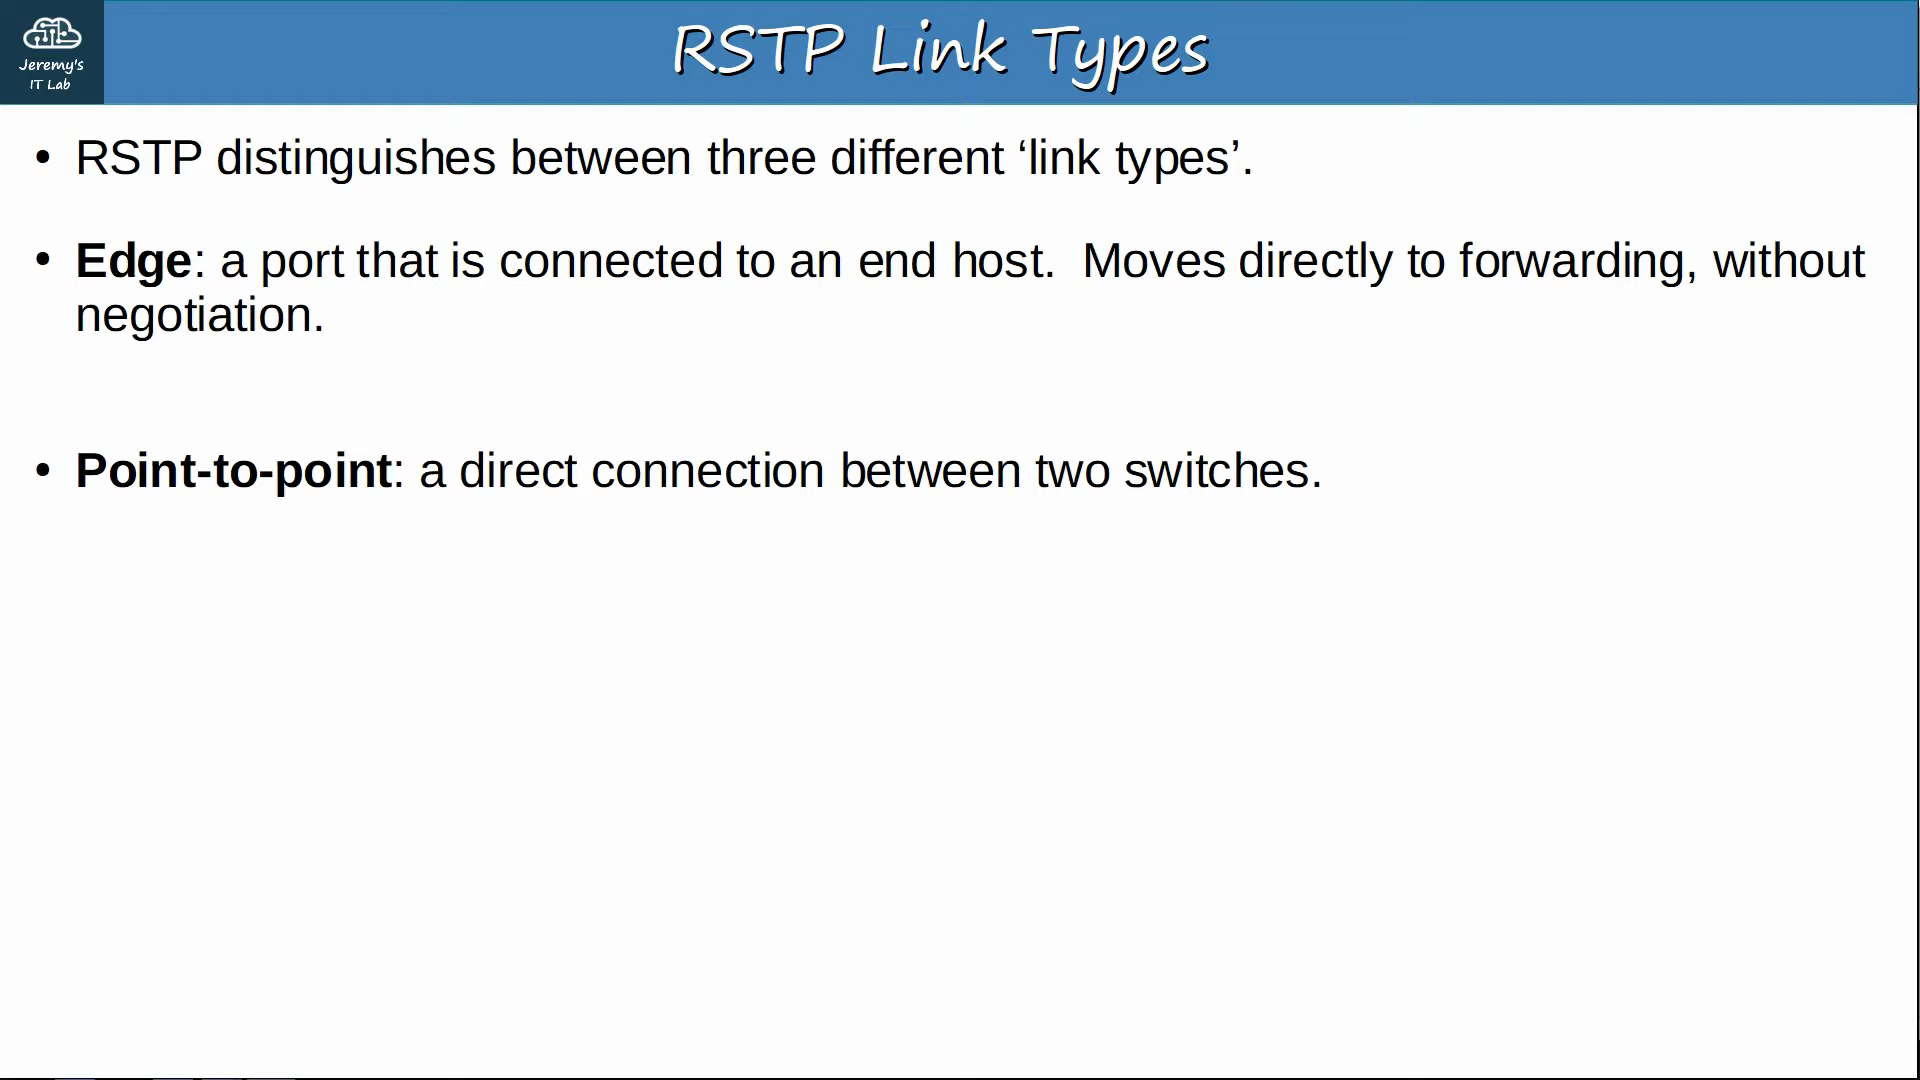 Jeremy's
IT Lab
RSTP Link Types
• RSTP distinguishes between three different ‘link types’.
• Edge: a port that is connected to an end host.  Moves directly to forwarding, without
negotiation.
• Point-to-point: a direct connection between two switches.